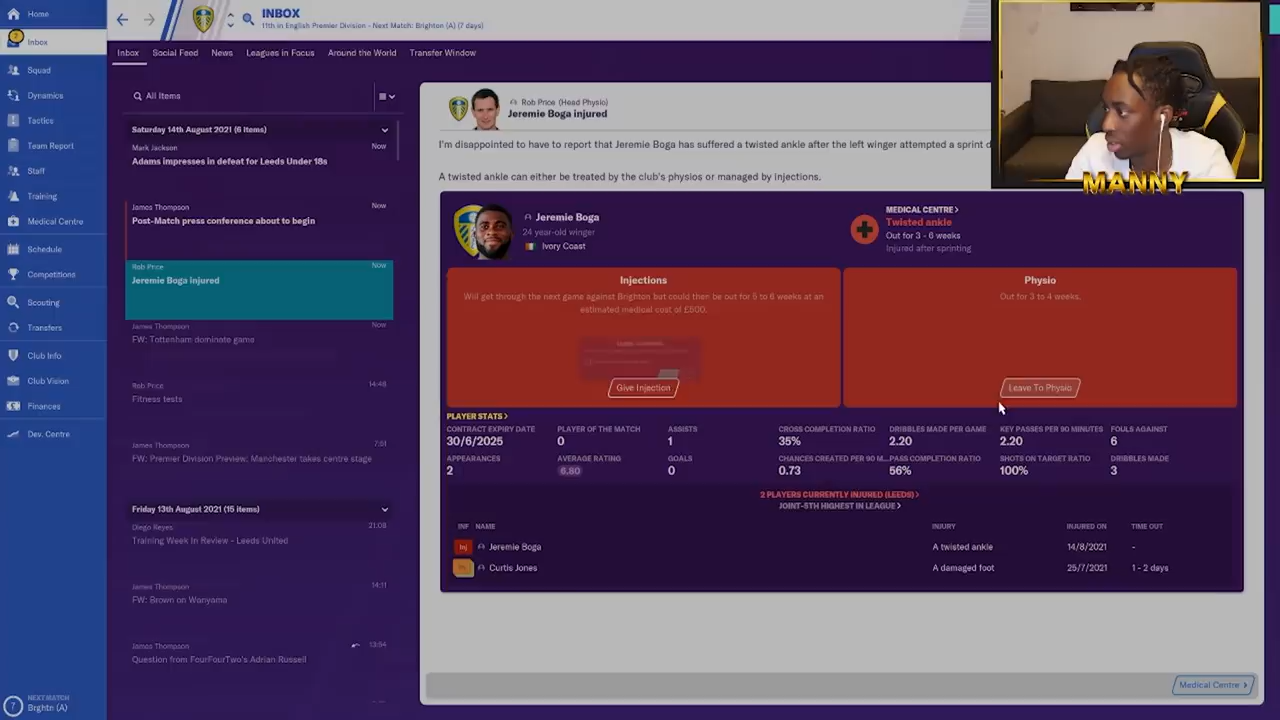 Home
Inbox
Squad
Dynamics
Tactics
Team Report
Staff
Training
Medical Centre
Schedule
Competitions
Scouting
Transfers
Club Info
Club Vision
Finances
Dev. Centre
7
NEXT MATCH
Brghtn (A)
INBOX
11th in English Premier Division - Next Match: Brighton (A) (7 days)
Inbox Social Feed News Leagues in Focus Around the World Transfer Window
All Items
Saturday 14th August 2021 (6 items)
Mark Jackson Now
Adams impresses in defeat for Leeds Under 18s
James Thompson Now
Post-Match press conference about to begin
Rob Price Now
Jeremie Boga injured
James Thompson Now
FW: Tottenham dominate game
Rob Price 14:48
Fitness tests
James Thompson 7:51
FW: Premier Division Preview: Manchester takes centre stage
Friday 13th August 2021 (15 items)
Diego Reyes 21:08
Training Week In Review - Leeds United
James Thompson 14:11
FW: Brown on Wanyama
James Thompson 13:54
Question from FourFourTwo's Adrian Russell
Rob Price (Head Physio)
Jeremie Boga injured
I'm disappointed to have to report that Jeremie Boga has suffered a twisted ankle after the left winger attempted a sprint d
A twisted ankle can either be treated by the club's physios or managed by injections.
MANNY
Jeremie Boga
24 year-old winger
Ivory Coast
MEDICAL CENTRE >
Twisted ankle
Out for 3 - 6 weeks
Injured after sprinting
Injections
Will get through the next game against Brighton but could then be out for 5 to 6 weeks at an
estimated medical cost of £500.
Give Injection
Physio
Out for 3 to 4 weeks.
Leave To Physio
PLAYER STATS >
CONTRACT EXPIRY DATE PLAYER OF THE MATCH ASSISTS CROSS COMPLETION RATIO DRIBBLES MADE PER GAME KEY PASSES PER 90 MINUTES FOULS AGAINST
30/6/2025 0 1 35% 2.20 2.20 6
APPEARANCES AVERAGE RATING GOALS CHANCES CREATED PER 90 M... PASS COMPLETION RATIO SHOTS ON TARGET RATIO DRIBBLES MADE
2 6.80 0 0.73 56% 100% 3
2 PLAYERS CURRENTLY INJURED (LEEDS) >
JOINT-5TH HIGHEST IN LEAGUE >
INF NAME INJURY INJURED ON TIME OUT
Inj Jeremie Boga A twisted ankle 14/8/2021 -
Curtis Jones A damaged foot 25/7/2021 1 - 2 days
Medical Centre >